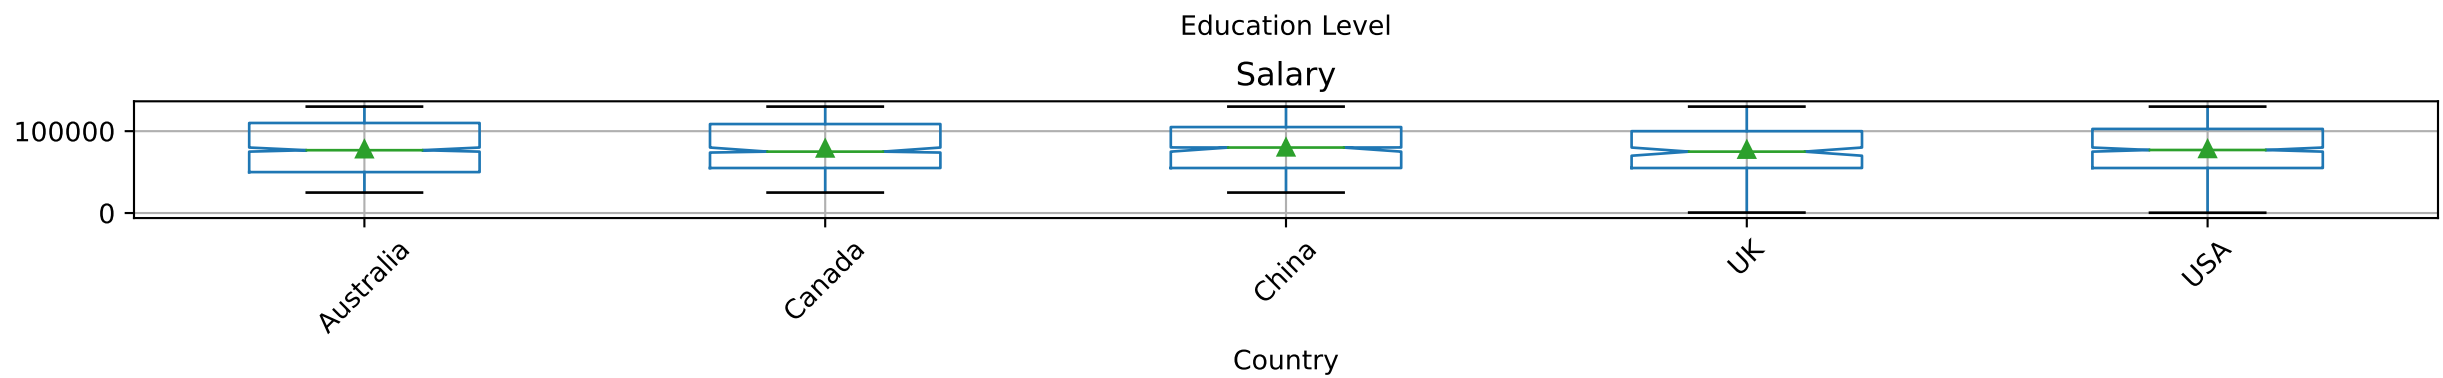 Education Level
Salary
100000
0
Australia
Canada
China
UK
USA
Country